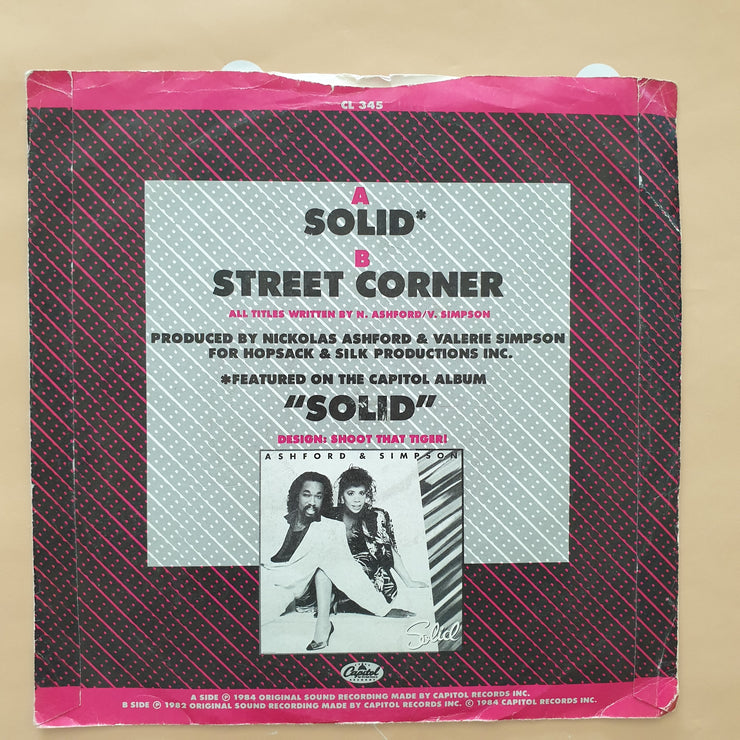 CL 345
A
SOLID*
B
STREET CORNER
ALL TITLES WRITTEN BY N. ASHFORD/V. SIMPSON
PRODUCED BY NICKOLAS ASHFORD & VALERIE SIMPSON
FOR HOPSACK & SILK PRODUCTIONS INC.
*FEATURED ON THE CAPITOL ALBUM
"SOLID"
DESIGN: SHOOT THAT TIGER!
ASHFORD & SIMPSON
Solid
Capitol
RECORDS
A SIDE ℗ 1984 ORIGINAL SOUND RECORDING MADE BY CAPITOL RECORDS INC.
B SIDE ℗ 1982 ORIGINAL SOUND RECORDING MADE BY CAPITOL RECORDS INC. © 1984 CAPITOL RECORDS INC.